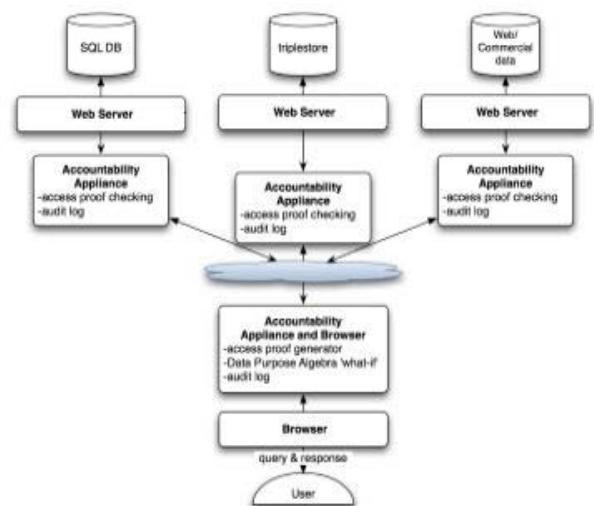 SQL DB
triplestore
Web/
Commercial
data
Web Server
Web Server
Web Server
Accountability
Appliance
-access proof checking
-audit log
Accountability
Appliance
-access proof checking
-audit log
Accountability
Appliance
-access proof checking
-audit log
Accountability
Appliance and Browser
-access proof generator
-Data Purpose Algebra 'what-if'
-audit log
Browser
query & response
User